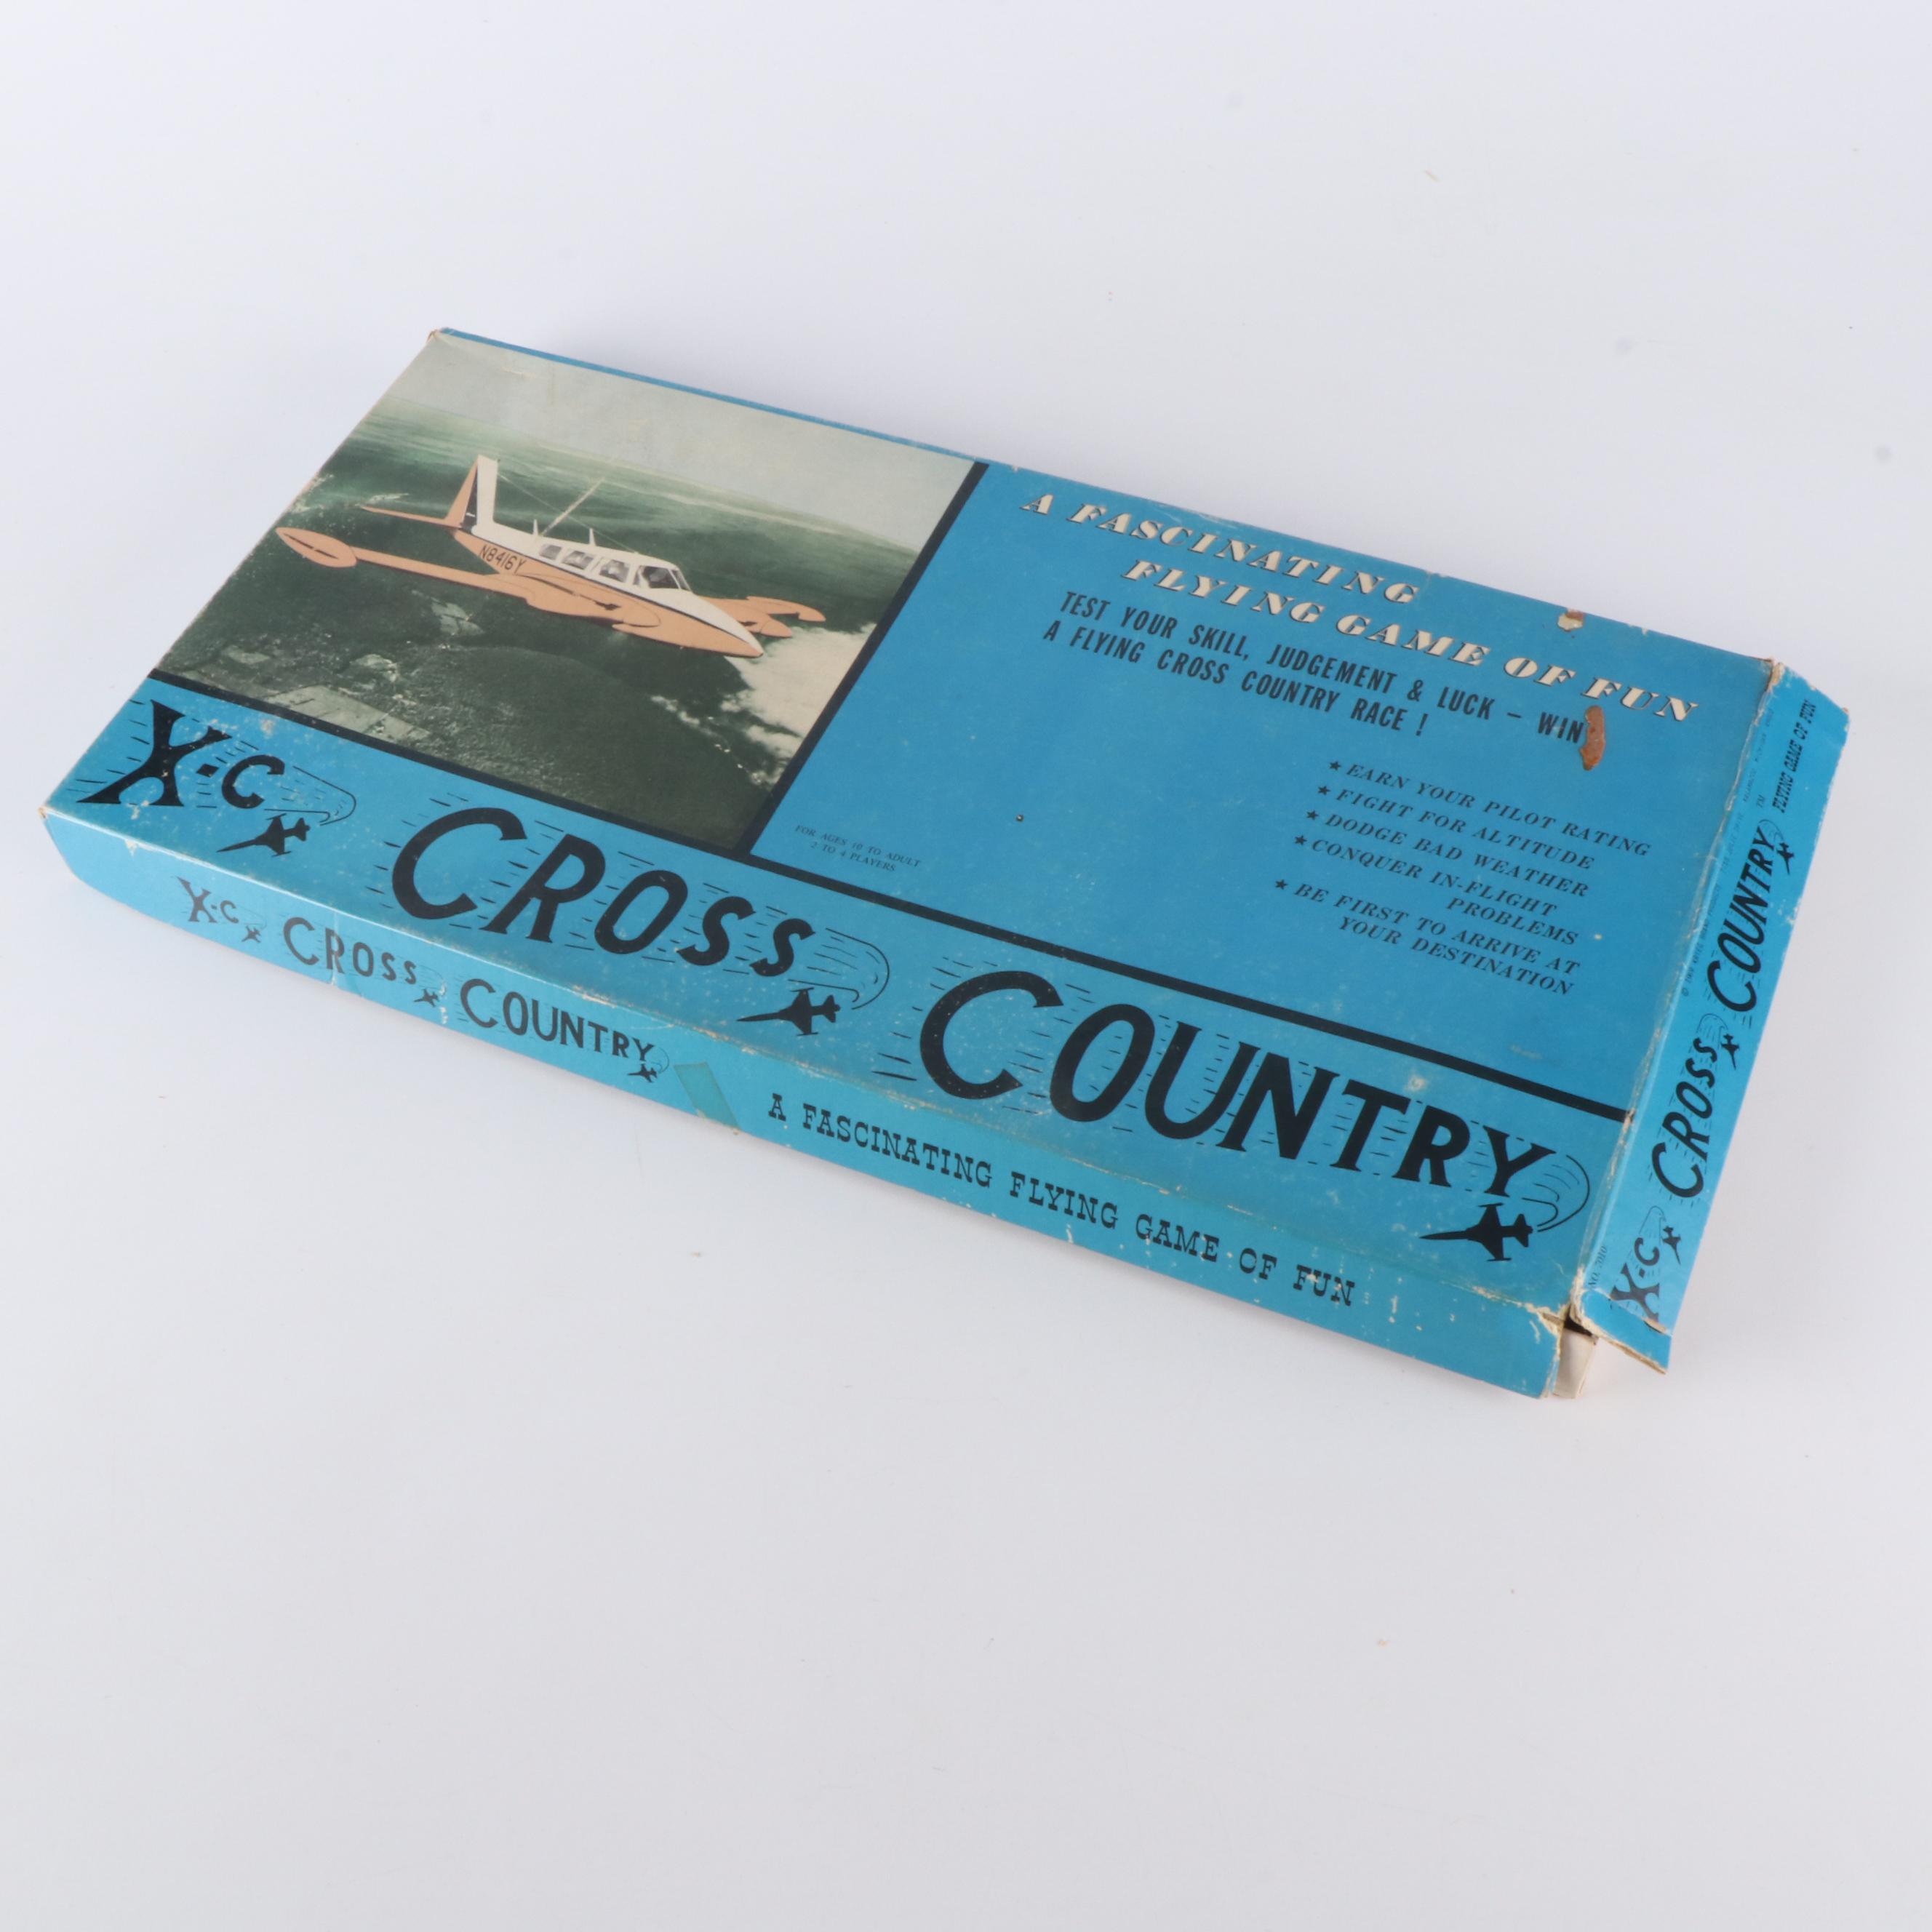 N8416Y
A FASCINATING
FLYING GAME OF FUN
TEST YOUR SKILL, JUDGEMENT & LUCK – WIN
A FLYING CROSS COUNTRY RACE !
★ EARN YOUR PILOT RATING
★ FIGHT FOR ALTITUDE
★ DODGE BAD WEATHER
★ CONQUER IN-FLIGHT
PROBLEMS
★ BE FIRST TO ARRIVE AT
YOUR DESTINATION
FOR AGES 10 TO ADULT
2 TO 4 PLAYERS
X-C CROSS COUNTRY
X-C CROSS COUNTRY A FASCINATING FLYING GAME OF FUN
X-C CROSS COUNTRY TM FLYING GAME OF FUN